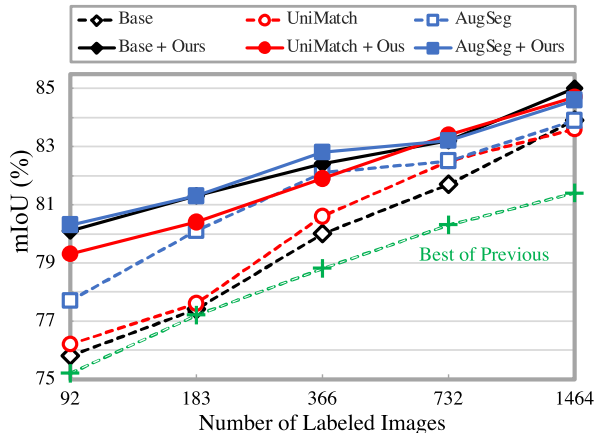 Base UniMatch AugSeg
Base + Ours UniMatch + Ous AugSeg + Ours
85
83
81
79
77
75
mIoU (%)
Best of Previous
92 183 366 732 1464
Number of Labeled Images